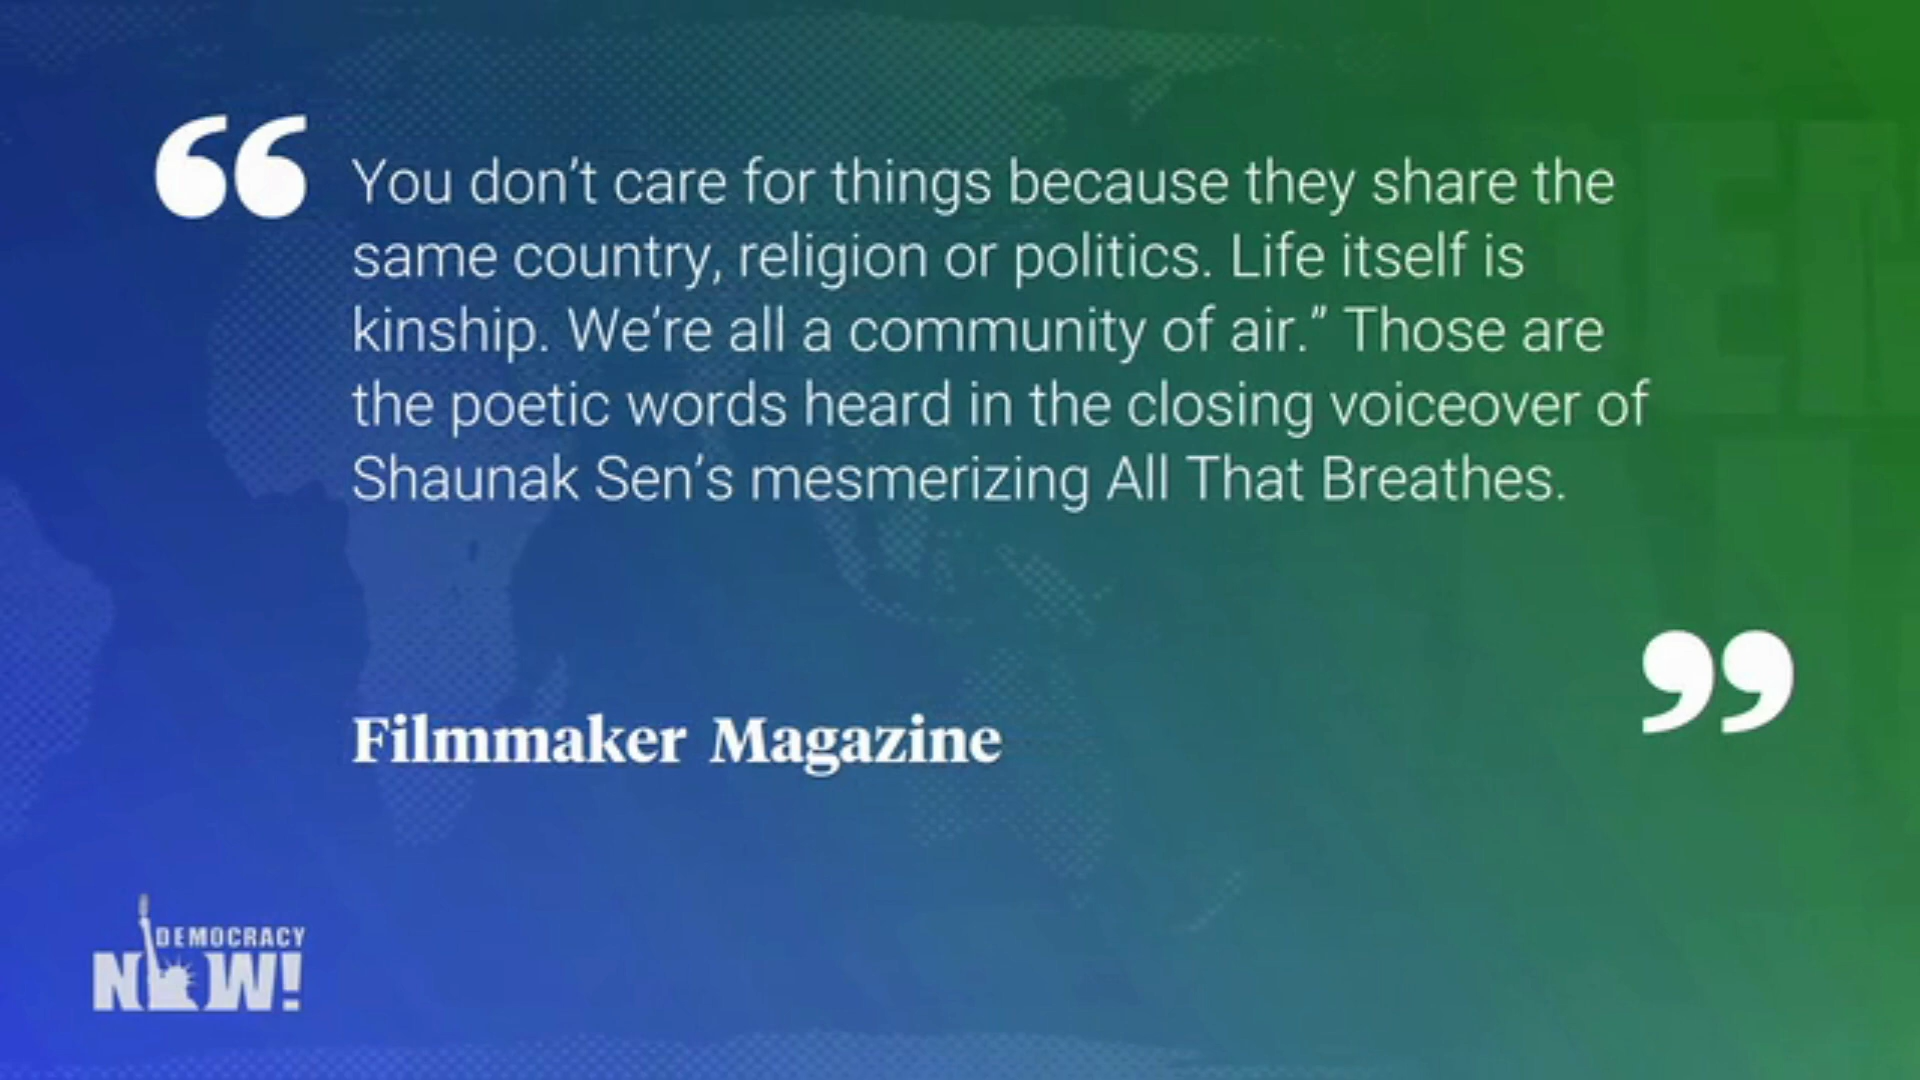 “
You don’t care for things because they share the
same country, religion or politics. Life itself is
kinship. We’re all a community of air.” Those are
the poetic words heard in the closing voiceover of
Shaunak Sen’s mesmerizing All That Breathes.
”
Filmmaker Magazine
DEMOCRACY
NOW!